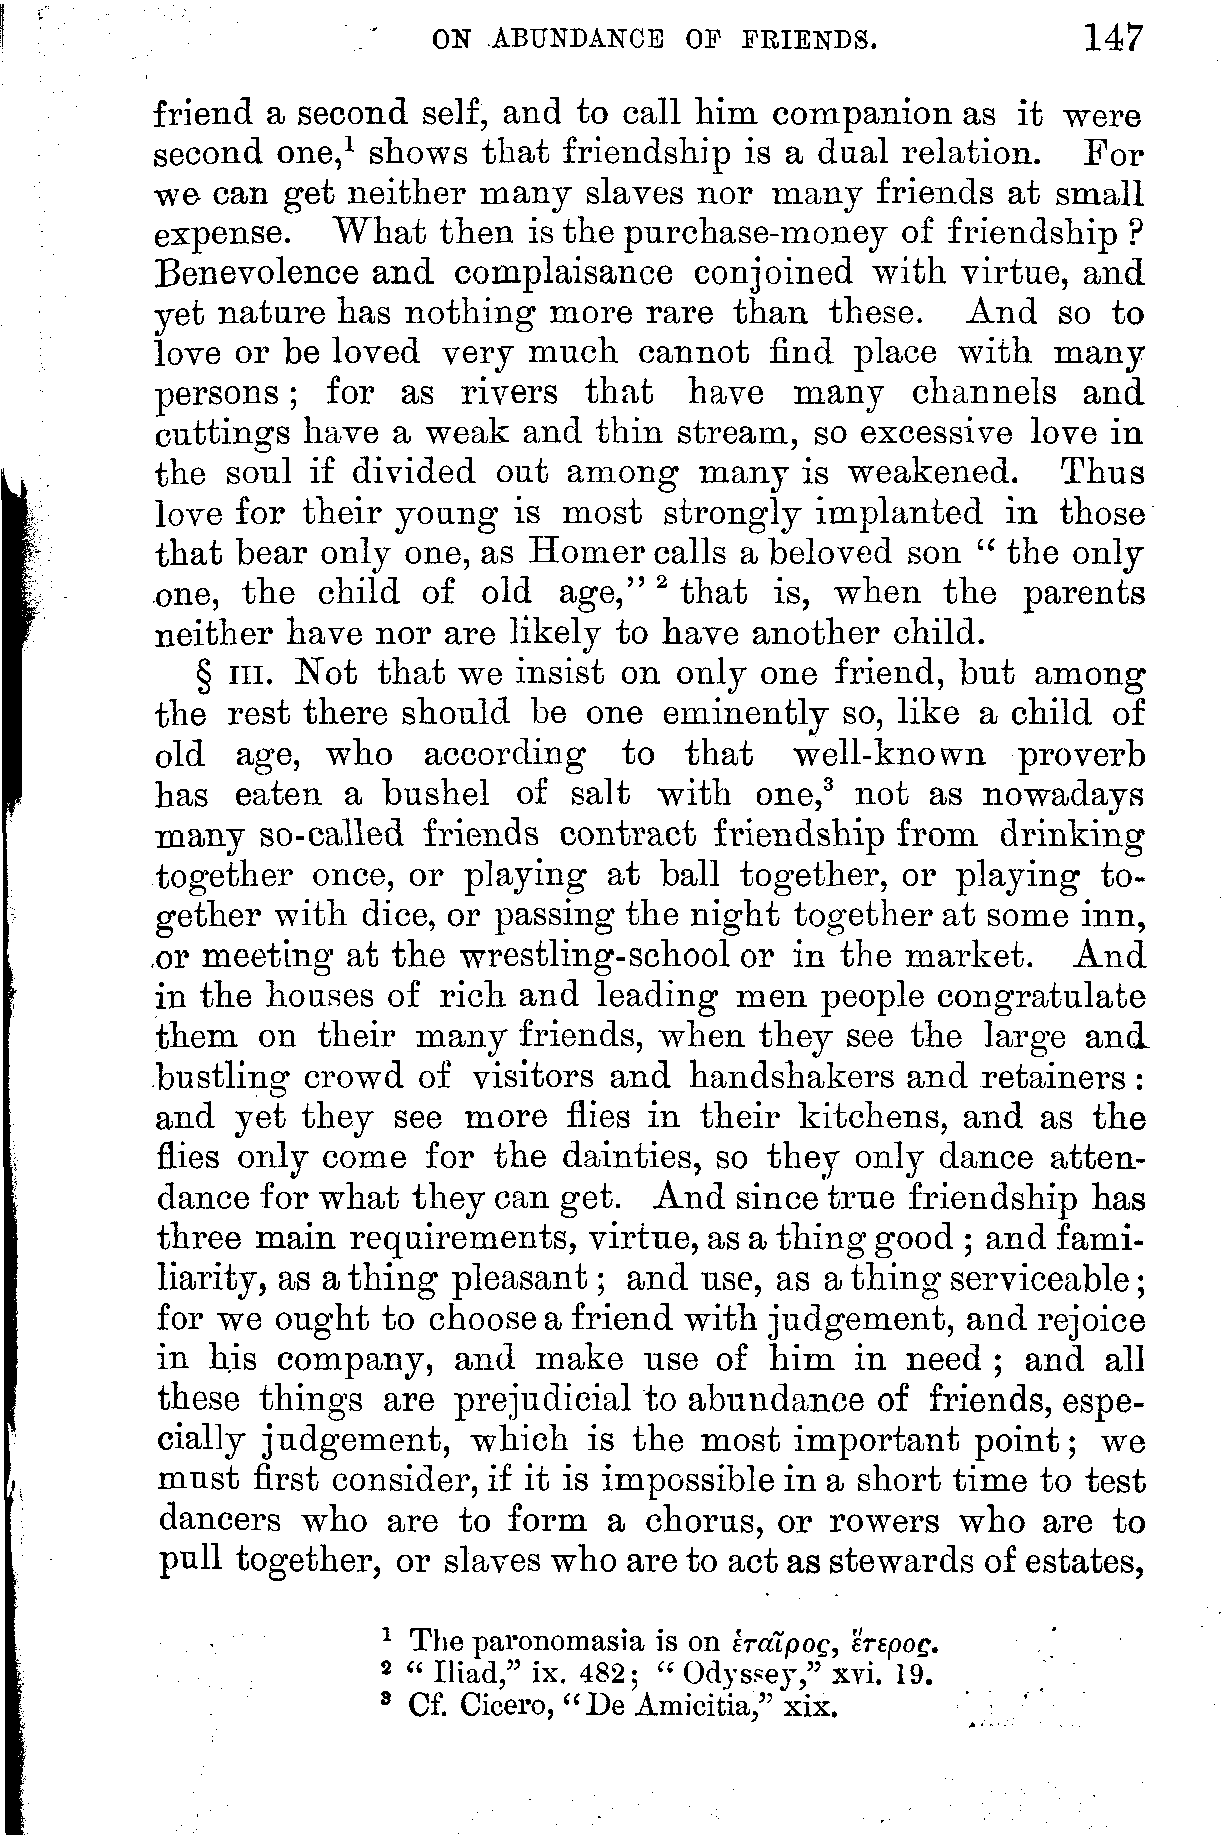 ON ABUNDANCE OF FRIENDS. 147
friend a second self, and to call him companion as it were
second one,¹ shows that friendship is a dual relation. For
we can get neither many slaves nor many friends at small
expense. What then is the purchase-money of friendship ?
Benevolence and complaisance conjoined with virtue, and
yet nature has nothing more rare than these. And so to
love or be loved very much cannot find place with many
persons ; for as rivers that have many channels and
cuttings have a weak and thin stream, so excessive love in
the soul if divided out among many is weakened. Thus
love for their young is most strongly implanted in those
that bear only one, as Homer calls a beloved son “ the only
one, the child of old age,” ² that is, when the parents
neither have nor are likely to have another child.
§ III. Not that we insist on only one friend, but among
the rest there should be one eminently so, like a child of
old age, who according to that well-known proverb
has eaten a bushel of salt with one,³ not as nowadays
many so-called friends contract friendship from drinking
together once, or playing at ball together, or playing to-
gether with dice, or passing the night together at some inn,
or meeting at the wrestling-school or in the market. And
in the houses of rich and leading men people congratulate
them on their many friends, when they see the large and
bustling crowd of visitors and handshakers and retainers :
and yet they see more flies in their kitchens, and as the
flies only come for the dainties, so they only dance atten-
dance for what they can get. And since true friendship has
three main requirements, virtue, as a thing good ; and fami-
liarity, as a thing pleasant ; and use, as a thing serviceable ;
for we ought to choose a friend with judgement, and rejoice
in his company, and make use of him in need ; and all
these things are prejudicial to abundance of friends, espe-
cially judgement, which is the most important point ; we
must first consider, if it is impossible in a short time to test
dancers who are to form a chorus, or rowers who are to
pull together, or slaves who are to act as stewards of estates,
¹ The paronomasia is on ἑταῖρος, ἕτερος.
² “ Iliad,” ix. 482; “ Odyssey,” xvi. 19.
³ Cf. Cicero, “ De Amicitia,” xix.